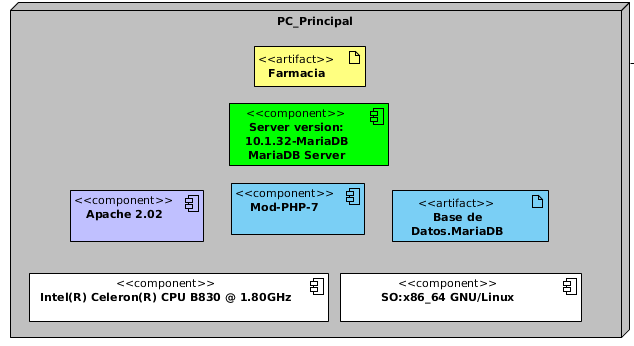 PC_Principal
<<artifact>>
Farmacia
<<component>>
Server version:
10.1.32-MariaDB
MariaDB Server
<<component>>
Apache 2.02
<<component>>
Mod-PHP-7
<<artifact>>
Base de
Datos.MariaDB
<<component>>
Intel(R) Celeron(R) CPU B830 @ 1.80GHz
<<component>>
SO:x86_64 GNU/Linux